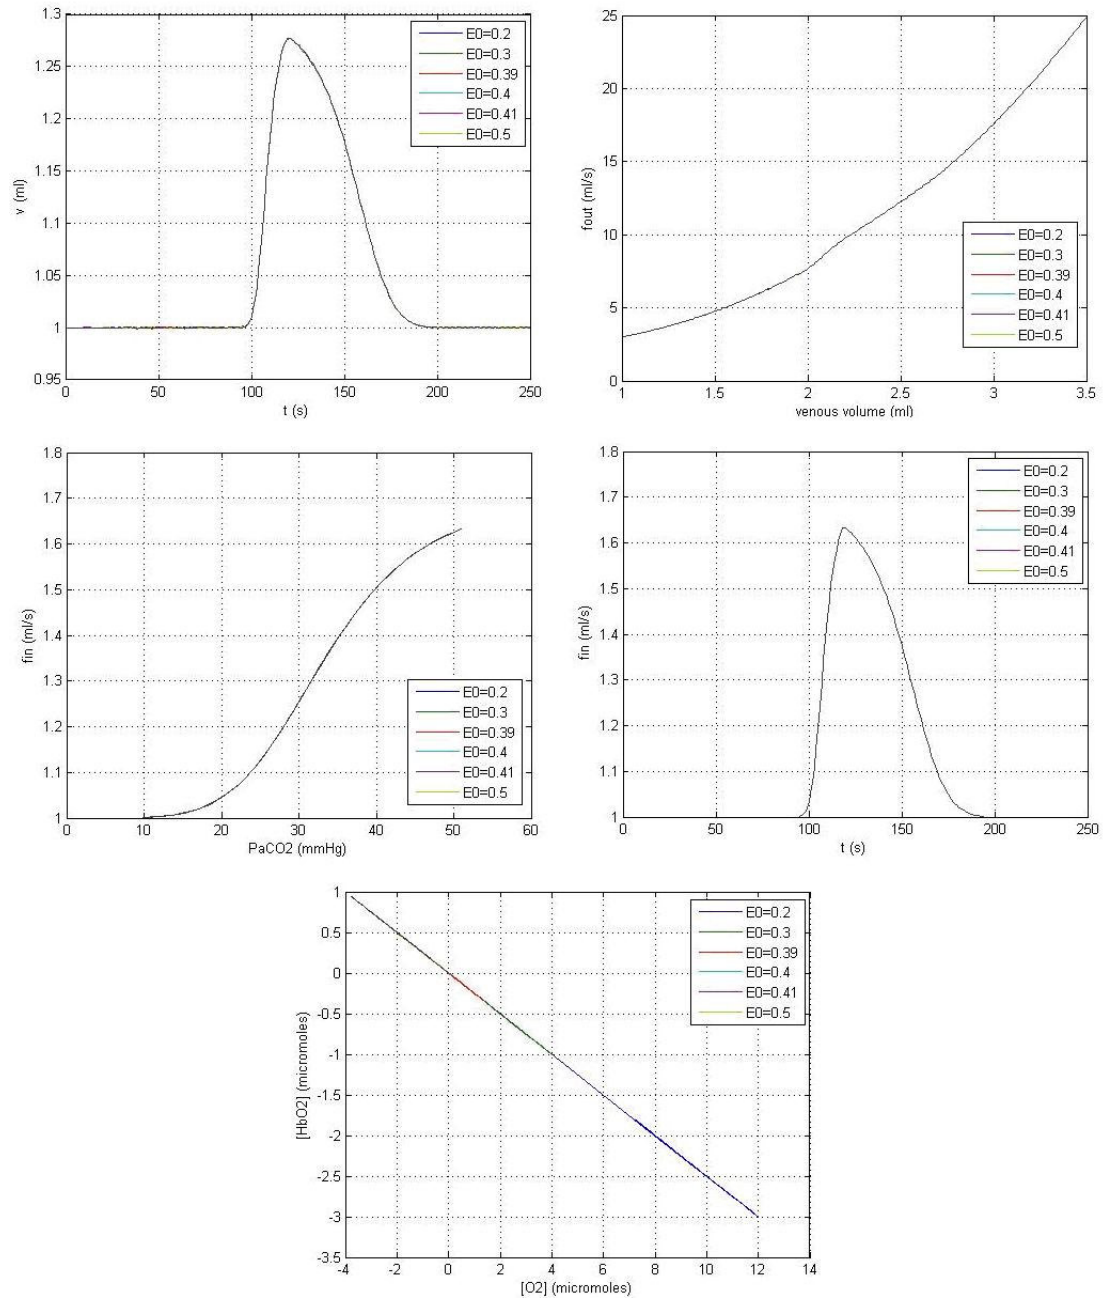 1.3
1.25
1.2
1.15
1.1
1.05
1
0.95
v (ml)
0 50 100 150 200 250
t (s)
E0=0.2
E0=0.3
E0=0.39
E0=0.4
E0=0.41
E0=0.5
25
20
15
10
5
0
fout (ml/s)
1 1.5 2 2.5 3 3.5
venous volume (ml)
E0=0.2
E0=0.3
E0=0.39
E0=0.4
E0=0.41
E0=0.5
1.8
1.7
1.6
1.5
1.4
1.3
1.2
1.1
1
fin (ml/s)
0 10 20 30 40 50 60
PaCO2 (mmHg)
E0=0.2
E0=0.3
E0=0.39
E0=0.4
E0=0.41
E0=0.5
1.8
1.7
1.6
1.5
1.4
1.3
1.2
1.1
1
fin (ml/s)
0 50 100 150 200 250
t (s)
E0=0.2
E0=0.3
E0=0.39
E0=0.4
E0=0.41
E0=0.5
1
0.5
0
-0.5
-1
-1.5
-2
-2.5
-3
-3.5
[HbO2] (micromoles)
-4 -2 0 2 4 6 8 10 12 14
[O2] (micromoles)
E0=0.2
E0=0.3
E0=0.39
E0=0.4
E0=0.41
E0=0.5